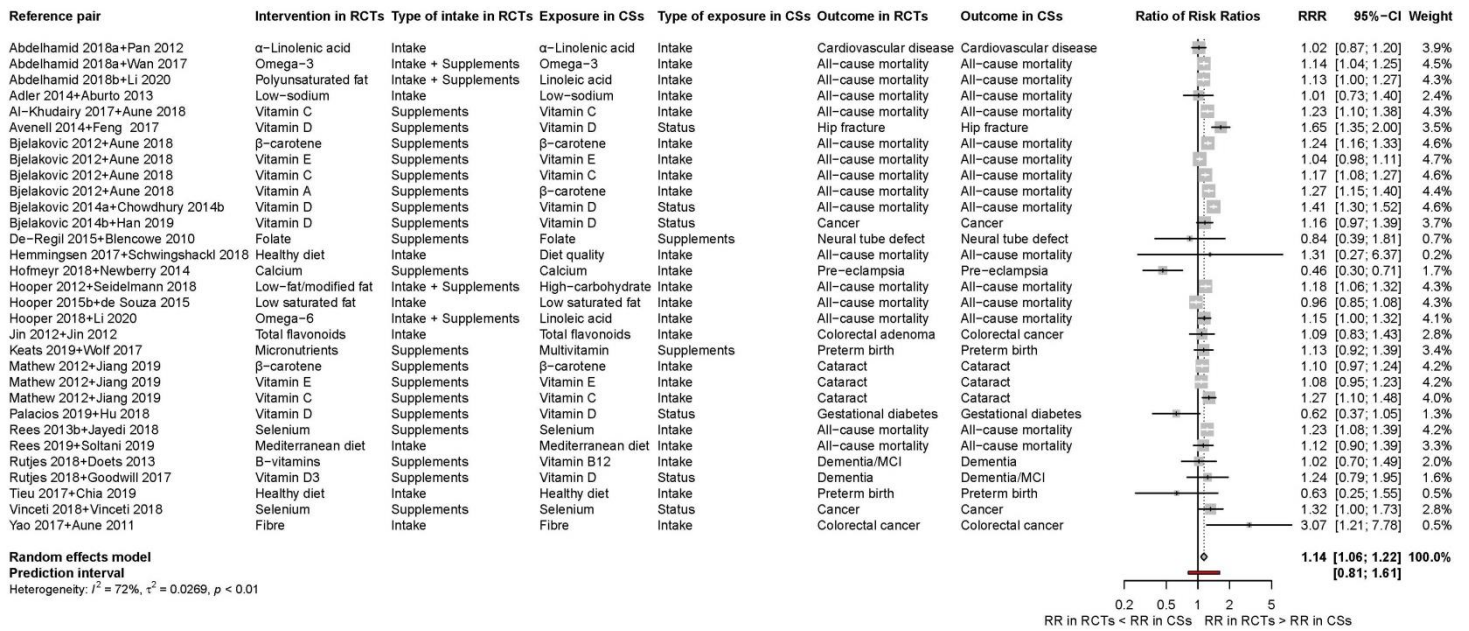 Reference pair Intervention in RCTs Type of intake in RCTs Exposure in CSs Type of exposure in CSs Outcome in RCTs Outcome in CSs Ratio of Risk Ratios RRR 95%−CI Weight
Abdelhamid 2018a+Pan 2012 α−Linolenic acid Intake α−Linolenic acid Intake Cardiovascular disease Cardiovascular disease 1.02 [0.87; 1.20] 3.9%
Abdelhamid 2018a+Wan 2017 Omega−3 Intake + Supplements Omega−3 Intake All−cause mortality All−cause mortality 1.14 [1.04; 1.25] 4.5%
Abdelhamid 2018b+Li 2020 Polyunsaturated fat Intake + Supplements Linoleic acid Intake All−cause mortality All−cause mortality 1.13 [1.00; 1.27] 4.3%
Adler 2014+Aburto 2013 Low−sodium Intake Low−sodium Intake All−cause mortality All−cause mortality 1.01 [0.73; 1.40] 2.4%
Al−Khudairy 2017+Aune 2018 Vitamin C Supplements Vitamin C Intake All−cause mortality All−cause mortality 1.23 [1.10; 1.38] 4.3%
Avenell 2014+Feng 2017 Vitamin D Supplements Vitamin D Status Hip fracture Hip fracture 1.65 [1.35; 2.00] 3.5%
Bjelakovic 2012+Aune 2018 β−carotene Supplements β−carotene Intake All−cause mortality All−cause mortality 1.24 [1.16; 1.33] 4.6%
Bjelakovic 2012+Aune 2018 Vitamin E Supplements Vitamin E Intake All−cause mortality All−cause mortality 1.04 [0.98; 1.11] 4.7%
Bjelakovic 2012+Aune 2018 Vitamin C Supplements Vitamin C Intake All−cause mortality All−cause mortality 1.17 [1.08; 1.27] 4.6%
Bjelakovic 2012+Aune 2018 Vitamin A Supplements β−carotene Intake All−cause mortality All−cause mortality 1.27 [1.15; 1.40] 4.4%
Bjelakovic 2014a+Chowdhury 2014b Vitamin D Supplements Vitamin D Status All−cause mortality All−cause mortality 1.41 [1.30; 1.52] 4.6%
Bjelakovic 2014b+Han 2019 Vitamin D Supplements Vitamin D Status Cancer Cancer 1.16 [0.97; 1.39] 3.7%
De−Regil 2015+Blencowe 2010 Folate Supplements Folate Supplements Neural tube defect Neural tube defect 0.84 [0.39; 1.81] 0.7%
Hemmingsen 2017+Schwingshackl 2018 Healthy diet Intake Diet quality Intake All−cause mortality All−cause mortality 1.31 [0.27; 6.37] 0.2%
Hofmeyr 2018+Newberry 2014 Calcium Supplements Calcium Intake Pre−eclampsia Pre−eclampsia 0.46 [0.30; 0.71] 1.7%
Hooper 2012+Seidelmann 2018 Low−fat/modified fat Intake + Supplements High−carbohydrate Intake All−cause mortality All−cause mortality 1.18 [1.06; 1.32] 4.3%
Hooper 2015b+de Souza 2015 Low saturated fat Intake Low saturated fat Intake All−cause mortality All−cause mortality 0.96 [0.85; 1.08] 4.3%
Hooper 2018+Li 2020 Omega−6 Intake + Supplements Linoleic acid Intake All−cause mortality All−cause mortality 1.15 [1.00; 1.32] 4.1%
Jin 2012+Jin 2012 Total flavonoids Intake Total flavonoids Intake Colorectal adenoma Colorectal cancer 1.09 [0.83; 1.43] 2.8%
Keats 2019+Wolf 2017 Micronutrients Supplements Multivitamin Supplements Preterm birth Preterm birth 1.13 [0.92; 1.39] 3.4%
Mathew 2012+Jiang 2019 β−carotene Supplements β−carotene Intake Cataract Cataract 1.10 [0.97; 1.24] 4.2%
Mathew 2012+Jiang 2019 Vitamin E Supplements Vitamin E Intake Cataract Cataract 1.08 [0.95; 1.23] 4.2%
Mathew 2012+Jiang 2019 Vitamin C Supplements Vitamin C Intake Cataract Cataract 1.27 [1.10; 1.48] 4.0%
Palacios 2019+Hu 2018 Vitamin D Supplements Vitamin D Status Gestational diabetes Gestational diabetes 0.62 [0.37; 1.05] 1.3%
Rees 2013b+Jayedi 2018 Selenium Supplements Selenium Intake All−cause mortality All−cause mortality 1.23 [1.08; 1.39] 4.2%
Rees 2019+Soltani 2019 Mediterranean diet Intake Mediterranean diet Intake All−cause mortality All−cause mortality 1.12 [0.90; 1.39] 3.3%
Rutjes 2018+Doets 2013 B−vitamins Supplements Vitamin B12 Intake Dementia/MCI Dementia 1.02 [0.70; 1.49] 2.0%
Rutjes 2018+Goodwill 2017 Vitamin D3 Supplements Vitamin D Status Dementia Dementia/MCI 1.24 [0.79; 1.95] 1.6%
Tieu 2017+Chia 2019 Healthy diet Intake Healthy diet Intake Preterm birth Preterm birth 0.63 [0.25; 1.55] 0.5%
Vinceti 2018+Vinceti 2018 Selenium Supplements Selenium Status Cancer Cancer 1.32 [1.00; 1.73] 2.8%
Yao 2017+Aune 2011 Fibre Intake Fibre Intake Colorectal cancer Colorectal cancer 3.07 [1.21; 7.78] 0.5%
Random effects model 1.14 [1.06; 1.22] 100.0%
Prediction interval [0.81; 1.61]
Heterogeneity: I² = 72%, τ² = 0.0269, p < 0.01
0.2 0.5 1 2 5
RR in RCTs < RR in CSs RR in RCTs > RR in CSs